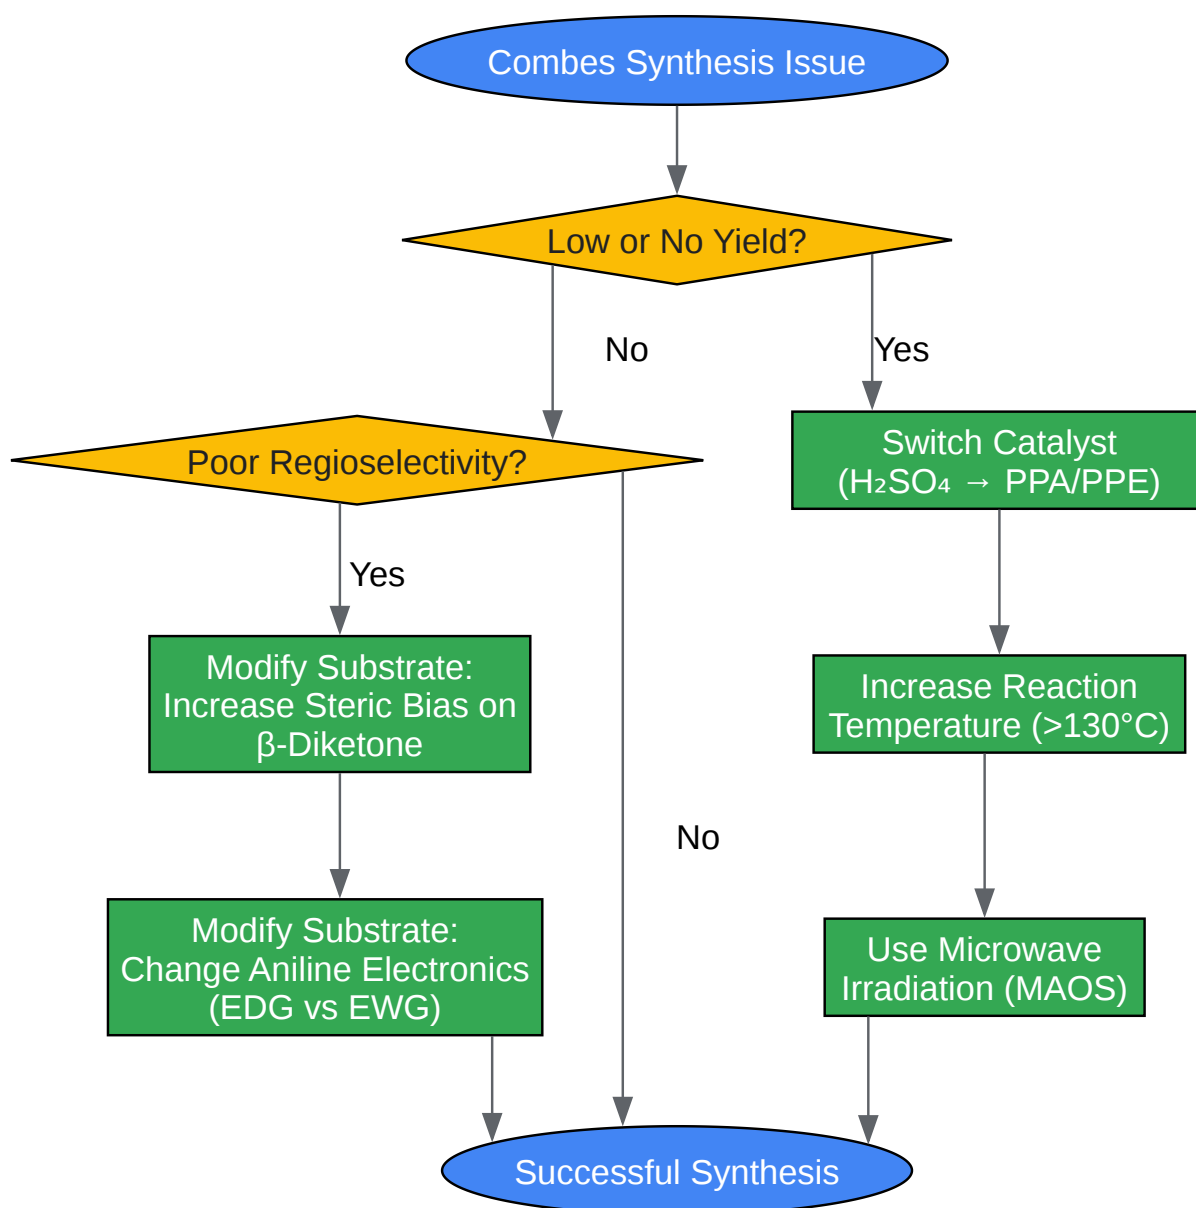 Combes Synthesis Issue
Low or No Yield?
No
Yes
Poor Regioselectivity?
Switch Catalyst
(H₂SO₄ → PPA/PPE)
Yes
Modify Substrate:
Increase Steric Bias on
β-Diketone
Increase Reaction
Temperature (>130°C)
No
Modify Substrate:
Change Aniline Electronics
(EDG vs EWG)
Use Microwave
Irradiation (MAOS)
Successful Synthesis